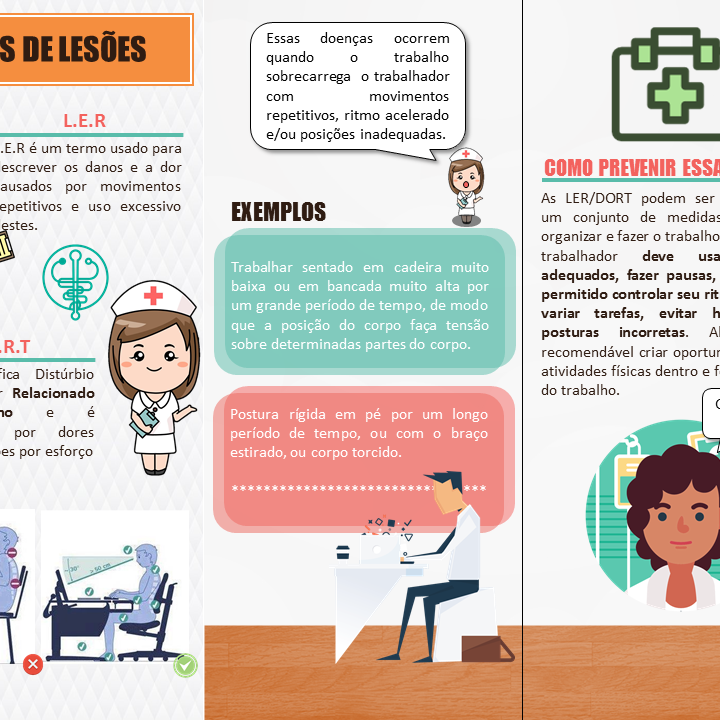 S DE LESÕES
L.E.R
.E.R é um termo usado para
escrever os danos e a dor
ausados por movimentos
epetitivos e uso excessivo
estes.
.R.T
fica Distúrbio
r Relacionado
no e é
por dores
es por esforço
30°
≥ 50 cm
Essas doenças ocorrem
quando o trabalho
sobrecarrega o trabalhador
com movimentos
repetitivos, ritmo acelerado
e/ou posições inadequadas.
EXEMPLOS
Trabalhar sentado em cadeira muito
baixa ou em bancada muito alta por
um grande período de tempo, de modo
que a posição do corpo faça tensão
sobre determinadas partes do corpo.
Postura rígida em pé por um longo
período de tempo, ou com o braço
estirado, ou corpo torcido.
********************************
COMO PREVENIR ESSA
As LER/DORT podem ser
um conjunto de medidas
organizar e fazer o trabalho
trabalhador deve usa
adequados, fazer pausas,
permitido controlar seu rit
variar tarefas, evitar h
posturas incorretas. Al
recomendável criar oportun
atividades físicas dentro e f
do trabalho.